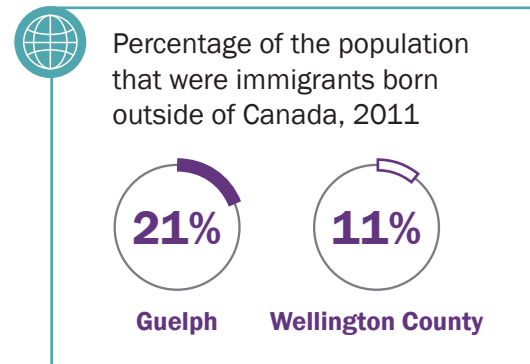 Percentage of the population
that were immigrants born
outside of Canada, 2011
21%
11%
Guelph
Wellington County